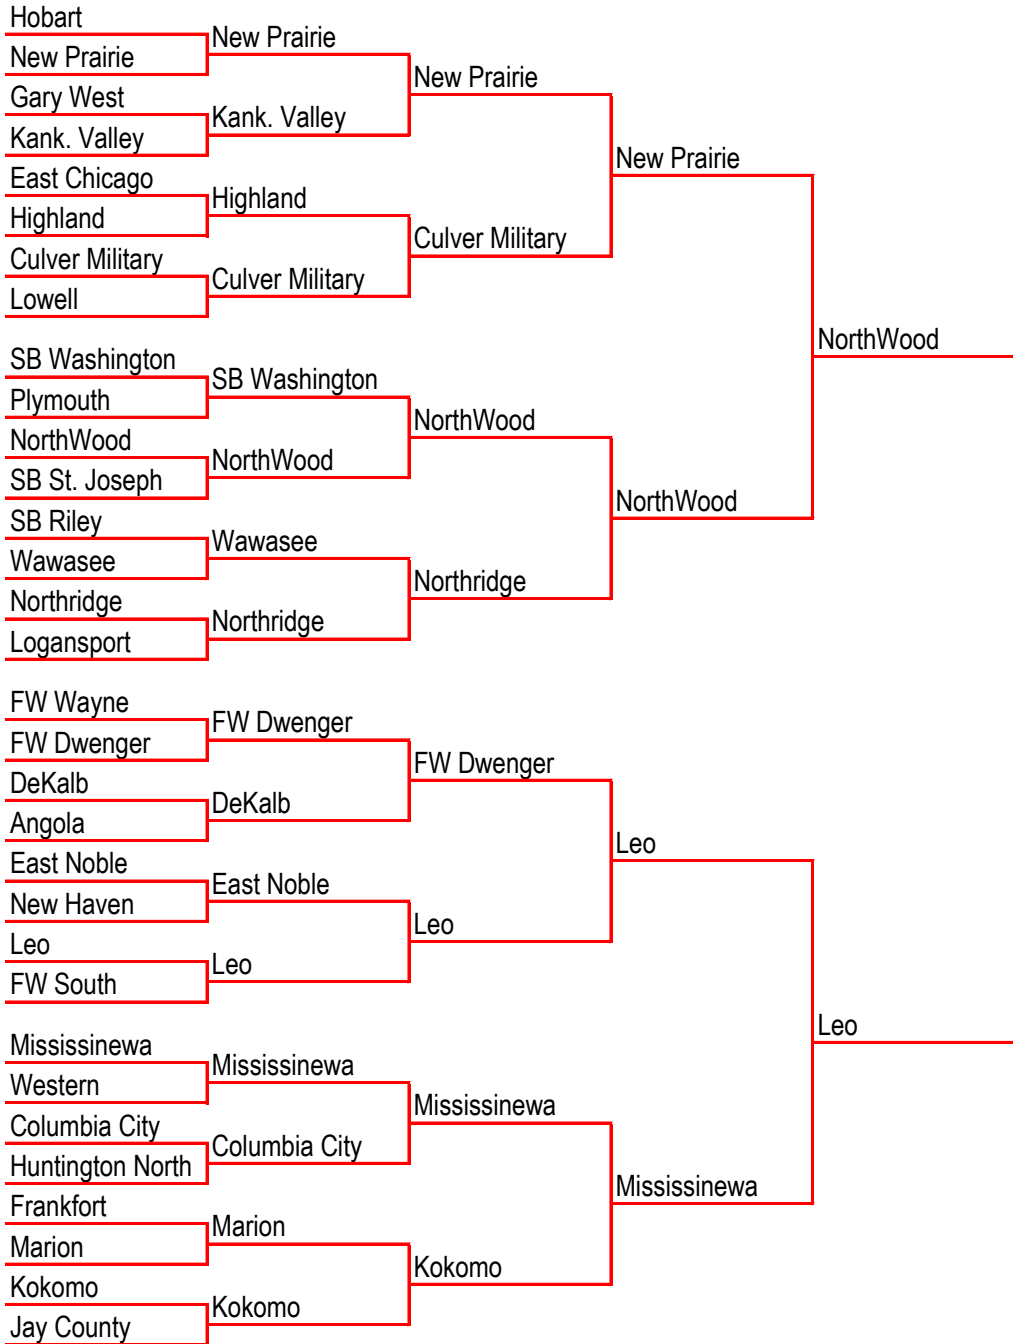 Hobart
New Prairie
Gary West
Kank. Valley
East Chicago
Highland
Culver Military
Lowell
SB Washington
Plymouth
NorthWood
SB St. Joseph
SB Riley
Wawasee
Northridge
Logansport
FW Wayne
FW Dwenger
DeKalb
Angola
East Noble
New Haven
Leo
FW South
Mississinewa
Western
Columbia City
Huntington North
Frankfort
Marion
Kokomo
Jay County
New Prairie
Kank. Valley
Highland
Culver Military
SB Washington
NorthWood
Wawasee
Northridge
FW Dwenger
DeKalb
East Noble
Leo
Mississinewa
Columbia City
Marion
Kokomo
New Prairie
Culver Military
NorthWood
Northridge
FW Dwenger
Leo
Mississinewa
Kokomo
New Prairie
NorthWood
Leo
Mississinewa
NorthWood
Leo